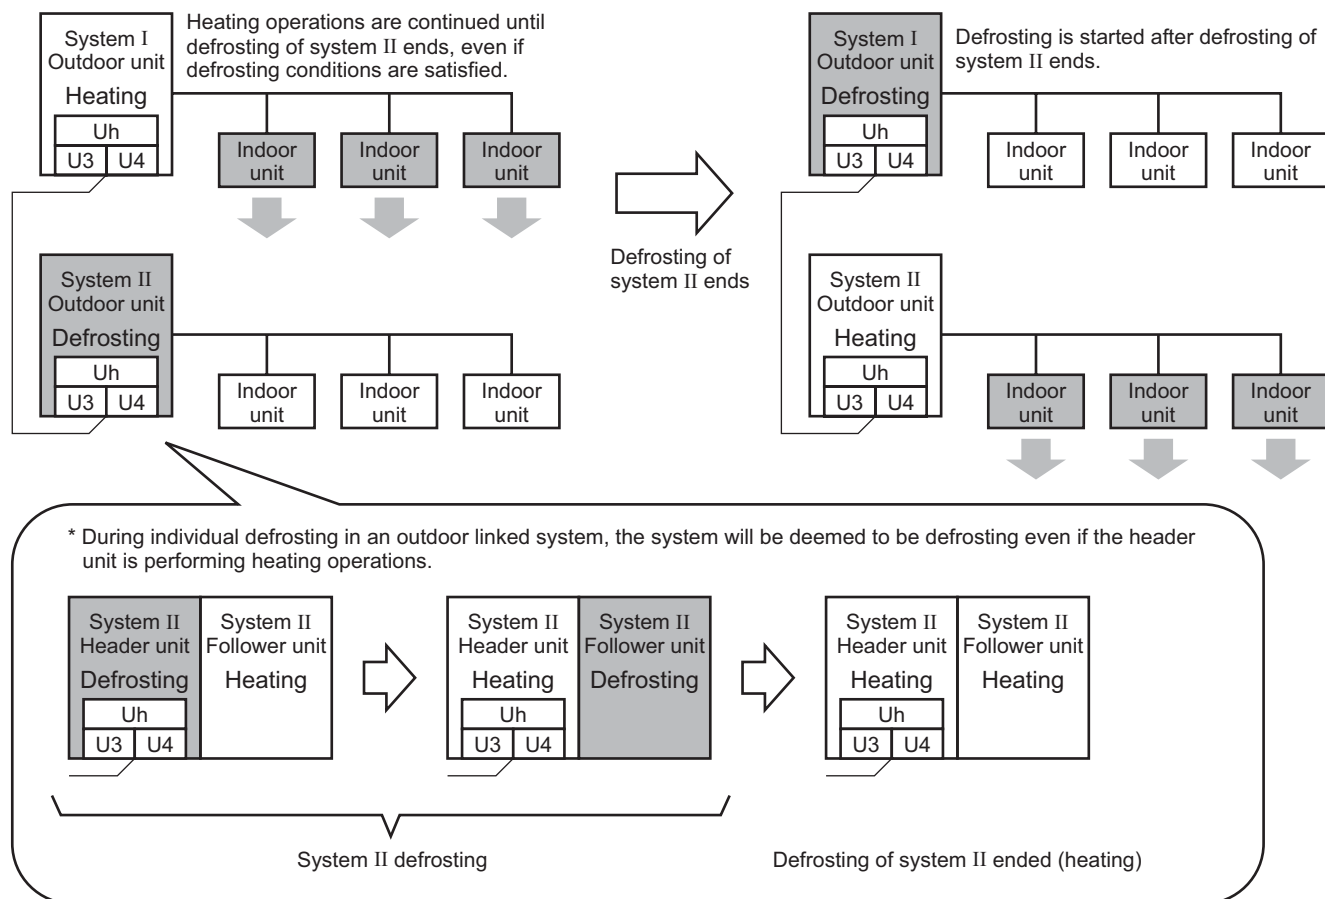 System I
Outdoor unit
Heating
Uh
U3 U4
Heating operations are continued until
defrosting of system II ends, even if
defrosting conditions are satisfied.
Indoor
unit
Indoor
unit
Indoor
unit
System II
Outdoor unit
Defrosting
Uh
U3 U4
Indoor
unit
Indoor
unit
Indoor
unit
Defrosting of
system II ends
System I
Outdoor unit
Defrosting
Uh
U3 U4
Defrosting is started after defrosting of
system II ends.
Indoor
unit
Indoor
unit
Indoor
unit
System II
Outdoor unit
Heating
Uh
U3 U4
Indoor
unit
Indoor
unit
Indoor
unit
* During individual defrosting in an outdoor linked system, the system will be deemed to be defrosting even if the header
unit is performing heating operations.
System II
Header unit
Defrosting
Uh
U3 U4
System II
Follower unit
Heating
System II
Header unit
Heating
Uh
U3 U4
System II
Follower unit
Defrosting
System II
Header unit
Heating
Uh
U3 U4
System II
Follower unit
Heating
System II defrosting
Defrosting of system II ended (heating)